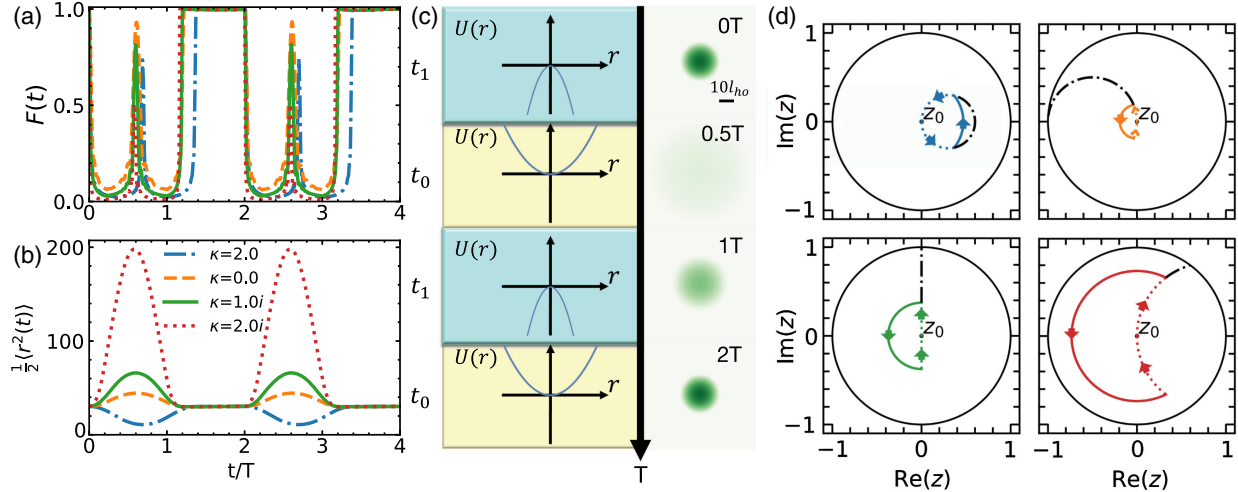 (a)
F(t)
1.0
0.5
0.0
0
1
2
3
4
(b)
½⟨r²(t)⟩
200
100
0
κ=2.0
κ=0.0
κ=1.0i
κ=2.0i
0
1
2
3
4
t/T
(c)
t₁
U(r)
r
t₀
U(r)
r
t₁
U(r)
r
t₀
U(r)
r
T
0T
10l_ho
0.5T
1T
2T
(d)
Im(z)
1
0
−1
z₀
z₀
Im(z)
1
0
−1
z₀
−1
0
1
Re(z)
z₀
−1
0
1
Re(z)